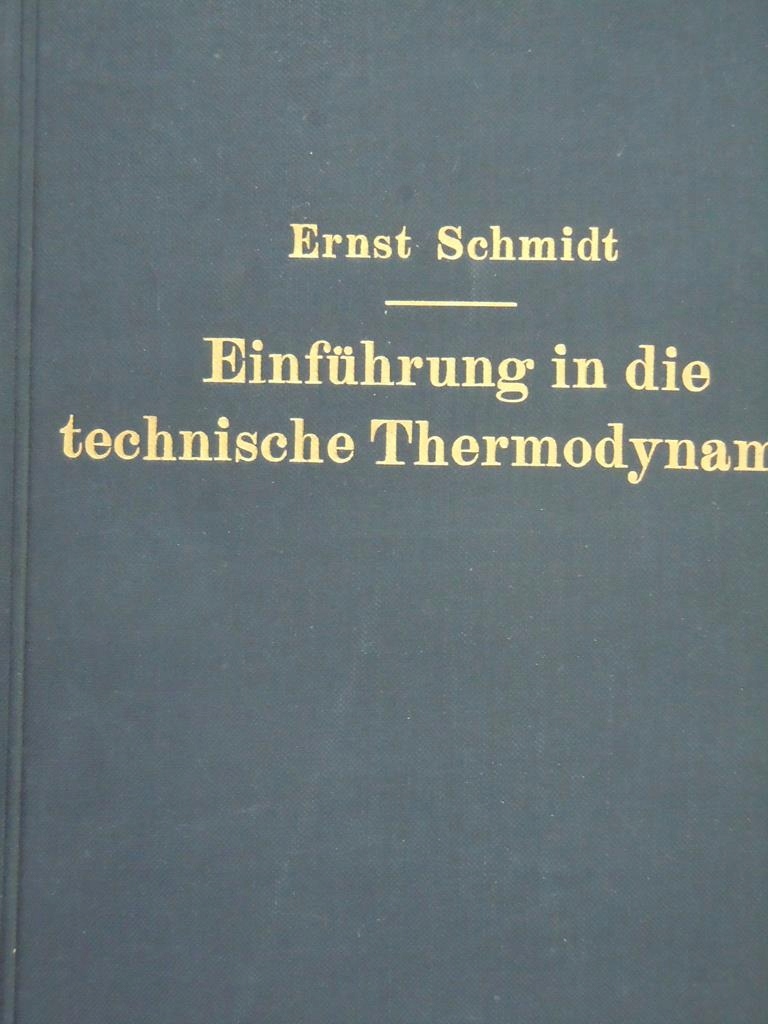 Ernst Schmidt
Einführung in die
technische Thermodynam